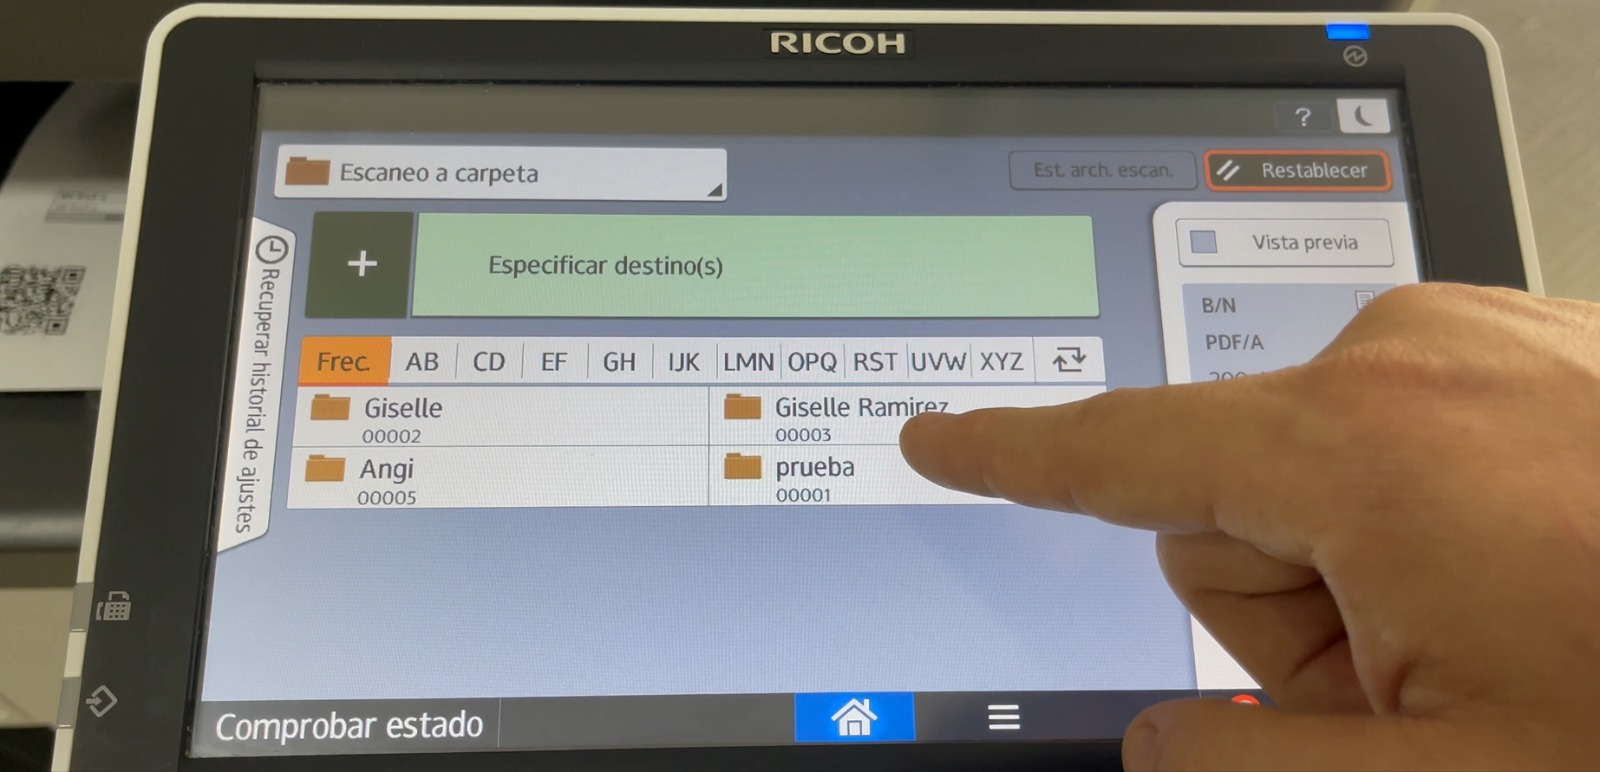 RICOH
?
Escaneo a carpeta
Est. arch. escan.
Restablecer
+
Especificar destino(s)
Vista previa
Recuperar historial de ajustes
B/N
PDF/A
Frec.
AB
CD
EF
GH
IJK
LMN
OPQ
RST
UVW
XYZ
Giselle
00002
Giselle Ramirez
00003
Angi
00005
prueba
00001
Comprobar estado